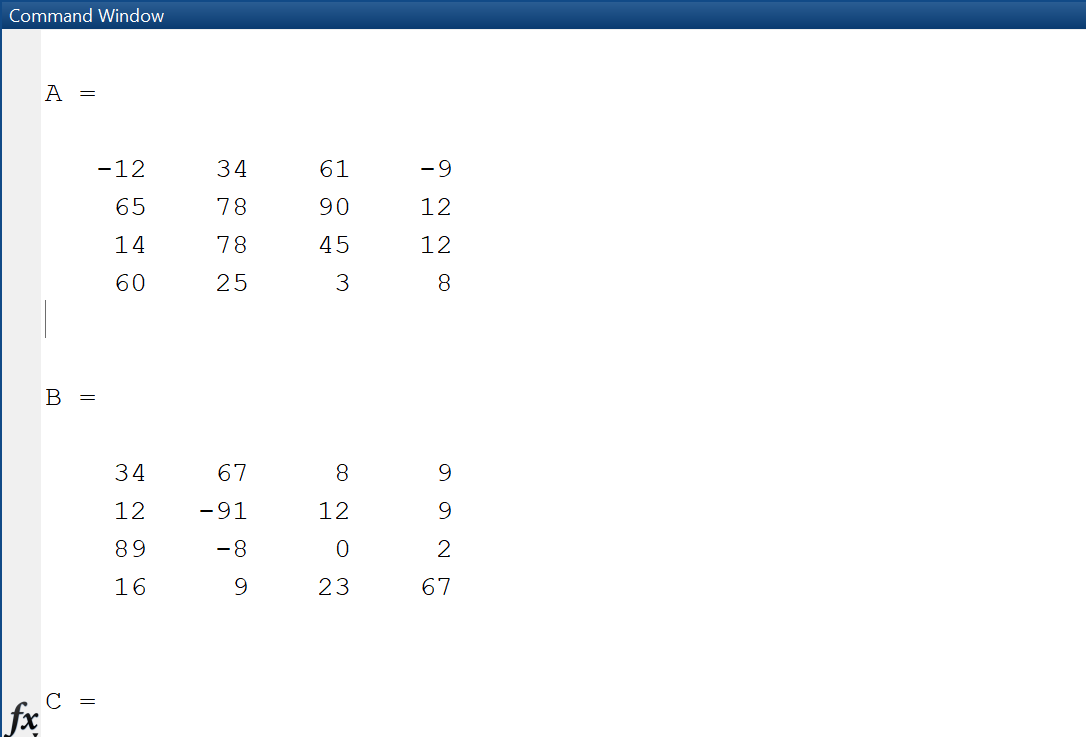 Command Window
A =
-12 34 61 -9
65 78 90 12
14 78 45 12
60 25 3 8
B =
34 67 8 9
12 -91 12 9
89 -8 0 2
16 9 23 67
C =
fx